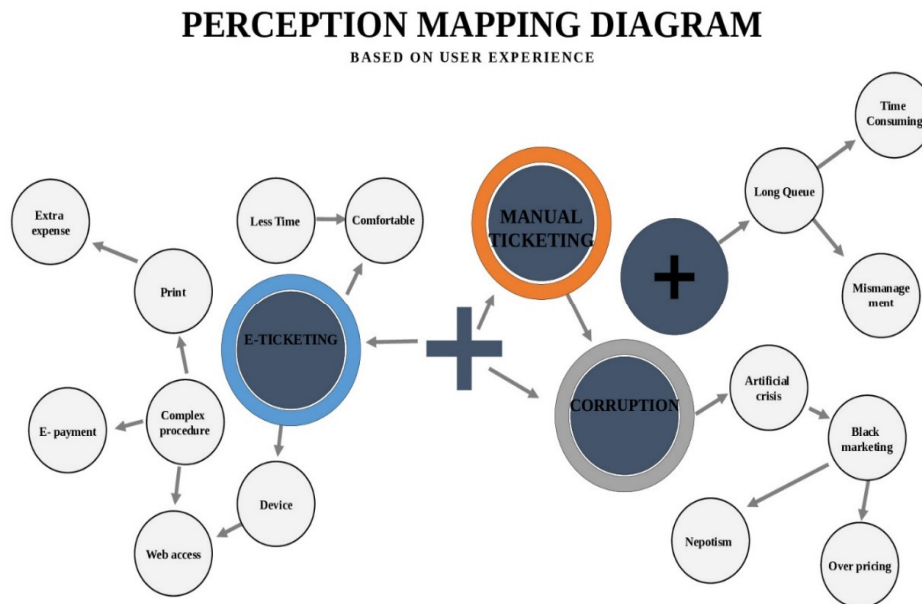 PERCEPTION MAPPING DIAGRAM
BASED ON USER EXPERIENCE
Time
Consuming
Long Queue
Mismanage
ment
MANUAL
TICKETING
Less Time
Comfortable
Extra
expense
Print
E-TICKETING
E- payment
Complex
procedure
Device
Web access
CORRUPTION
Artificial
crisis
Black
marketing
Nepotism
Over pricing